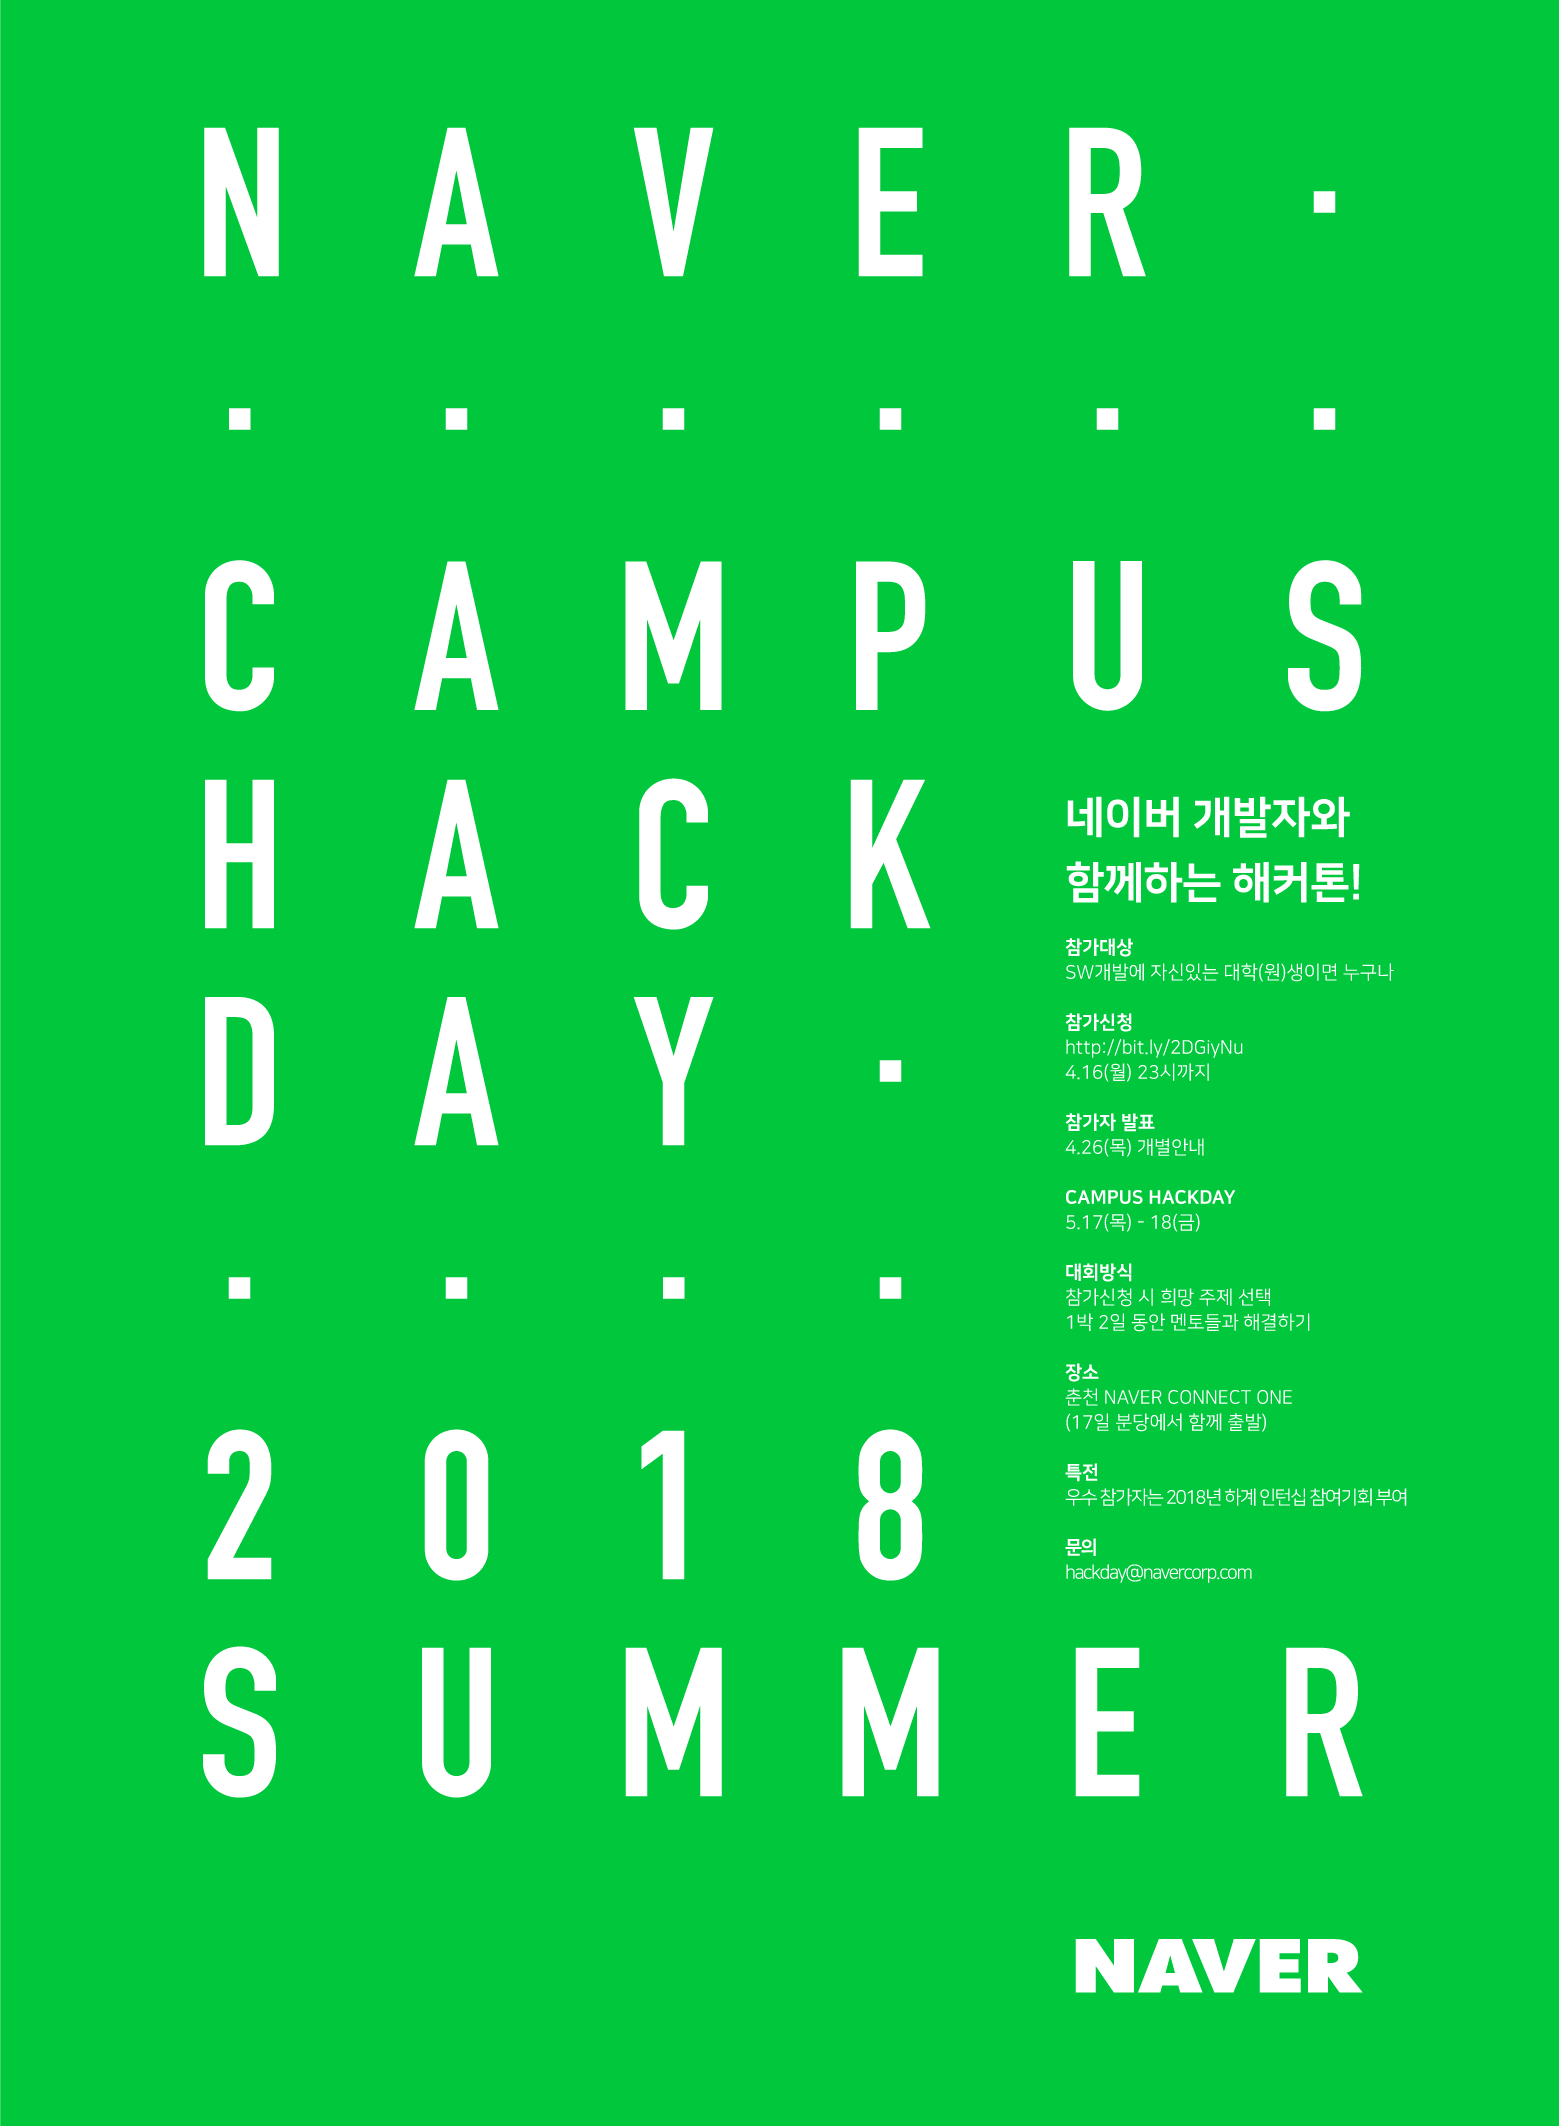 NAVER·
······
CAMPUS
HACK
DAY·
····
2018
SUMMER
네이버 개발자와
함께하는 해커톤!
참가대상
SW개발에 자신있는 대학(원)생이면 누구나
참가신청
http://bit.ly/2DGiyNu
4.16(월) 23시까지
참가자 발표
4.26(목) 개별안내
CAMPUS HACKDAY
5.17(목) - 18(금)
대회방식
참가신청 시 희망 주제 선택
1박 2일 동안 멘토들과 해결하기
장소
춘천 NAVER CONNECT ONE
(17일 분당에서 함께 출발)
특전
우수 참가자는 2018년 하계 인턴십 참여기회 부여
문의
hackday@navercorp.com
NAVER